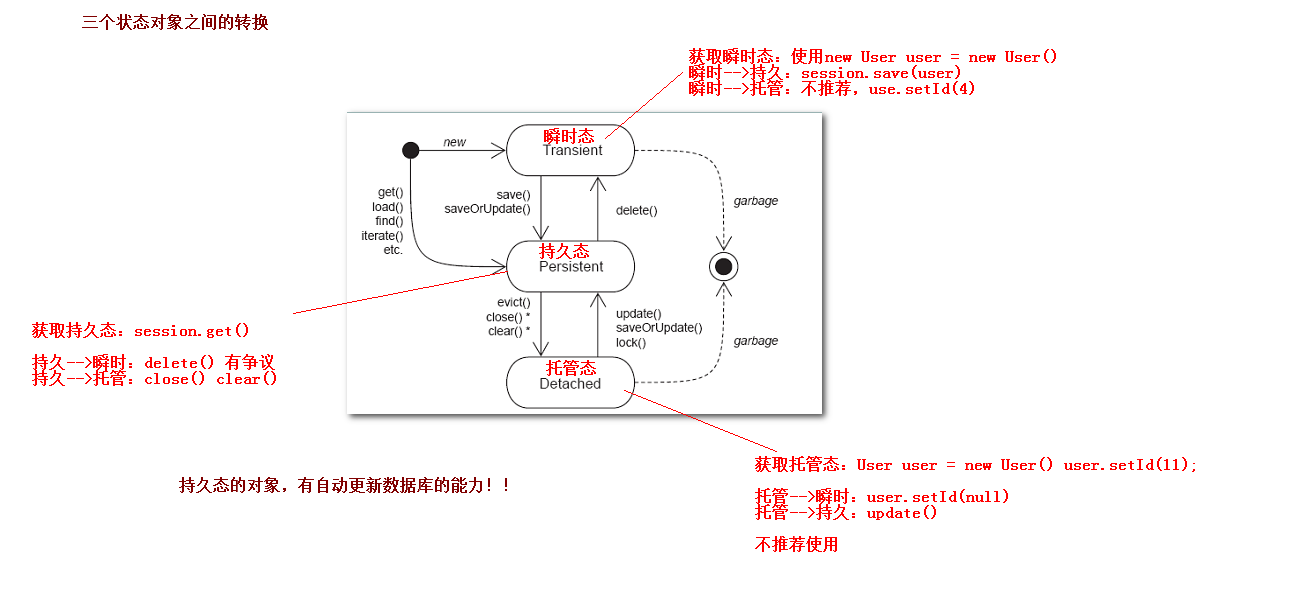 三个状态对象之间的转换
获取瞬时态：使用new User user = new User()
瞬时-->持久：session.save(user)
瞬时-->托管：不推荐，use.setId(4)
new
瞬时态
Transient
get()
load()
find()
iterate()
etc.
save()
saveOrUpdate()
delete()
garbage
持久态
Persistent
evict()
close() *
clear() *
update()
saveOrUpdate()
lock()
garbage
托管态
Detached
获取持久态：session.get()
持久-->瞬时：delete() 有争议
持久-->托管：close() clear()
获取托管态：User user = new User() user.setId(11);
托管-->瞬时：user.setId(null)
托管-->持久：update()
不推荐使用
持久态的对象，有自动更新数据库的能力！！